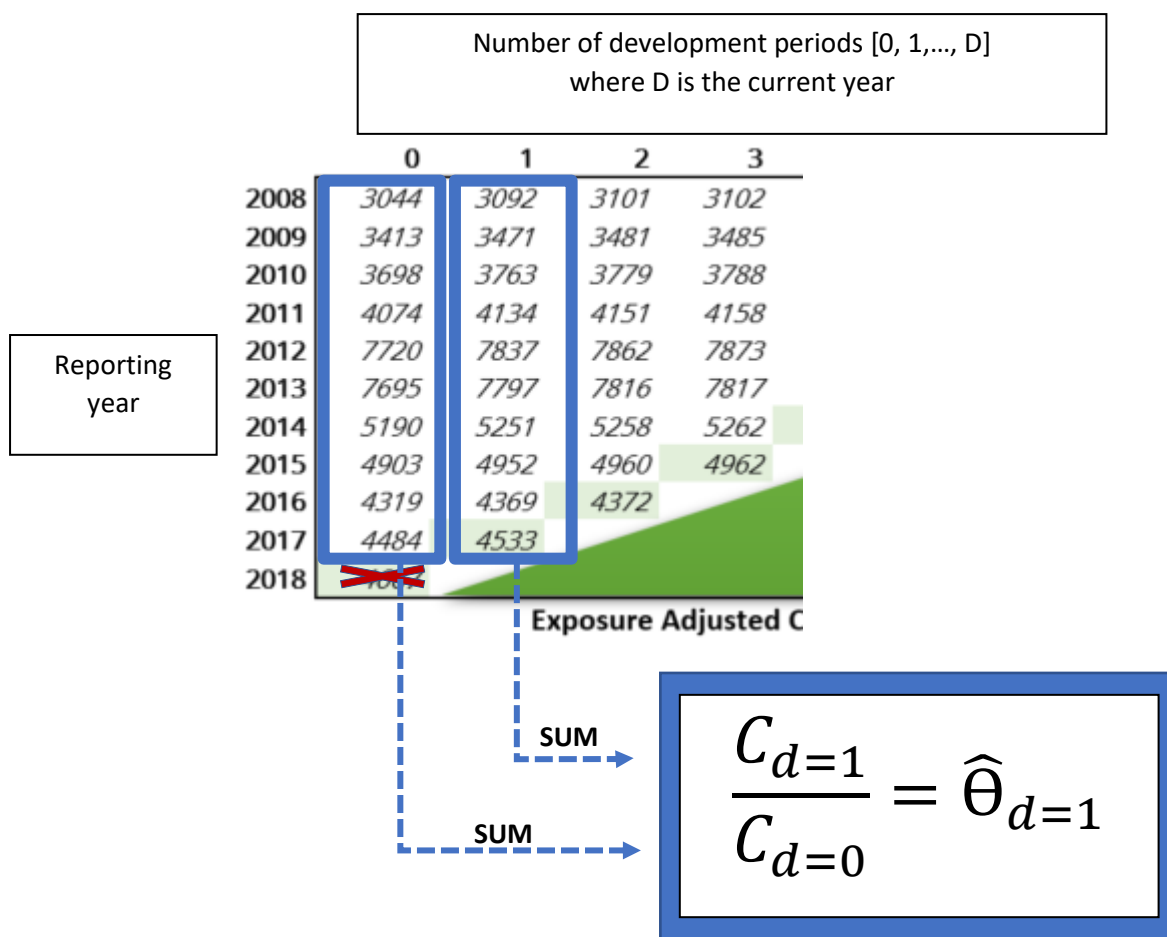 Number of development periods [0, 1,..., D]
where D is the current year
0 1 2 3
2008 3044 3092 3101 3102
2009 3413 3471 3481 3485
2010 3698 3763 3779 3788
2011 4074 4134 4151 4158
2012 7720 7837 7862 7873
2013 7695 7797 7816 7817
2014 5190 5251 5258 5262
2015 4903 4952 4960 4962
2016 4319 4369 4372
2017 4484 4533
2018
Reporting
year
Exposure Adjusted C
SUM
SUM
C_{d=1} / C_{d=0} = Θ̂_{d=1}